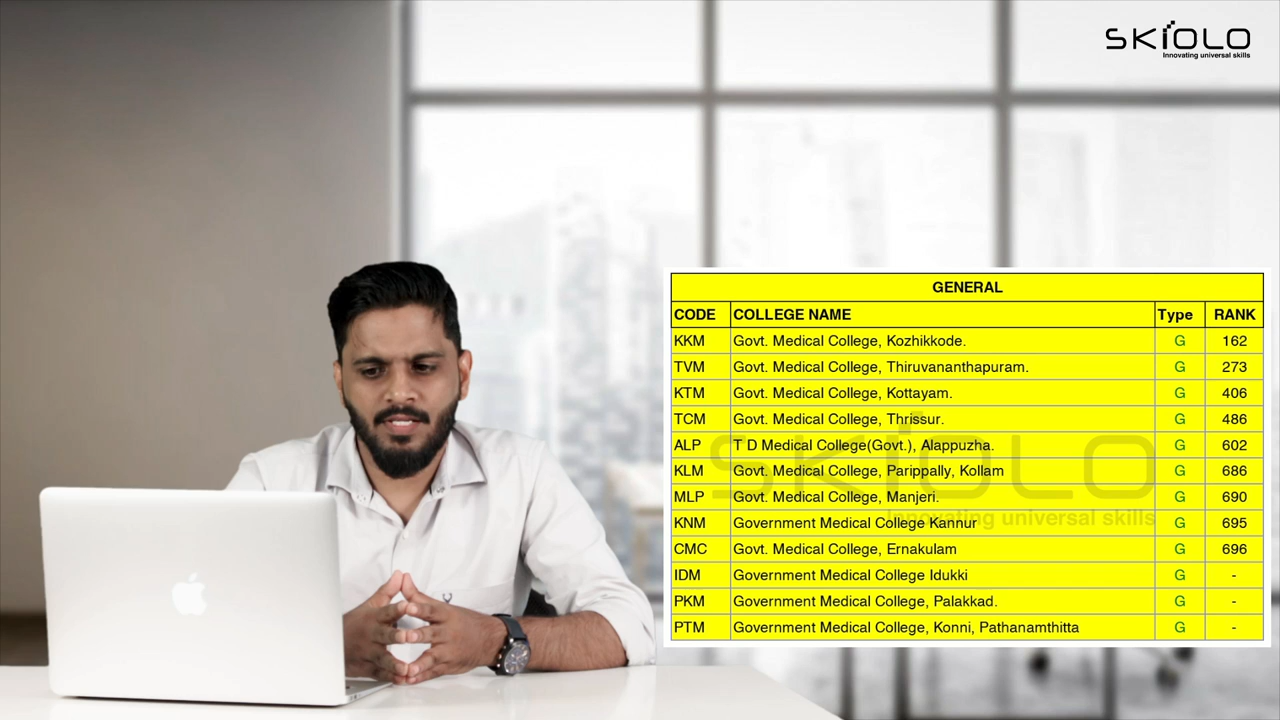 SKIOLO
Innovating universal skills
GENERAL
CODE COLLEGE NAME Type RANK
KKM Govt. Medical College, Kozhikkode. G 162
TVM Govt. Medical College, Thiruvananthapuram. G 273
KTM Govt. Medical College, Kottayam. G 406
TCM Govt. Medical College, Thrissur. G 486
ALP T D Medical College(Govt.), Alappuzha. G 602
KLM Govt. Medical College, Parippally, Kollam G 686
MLP Govt. Medical College, Manjeri. G 690
KNM Government Medical College Kannur G 695
CMC Govt. Medical College, Ernakulam G 696
IDM Government Medical College Idukki G -
PKM Government Medical College, Palakkad. G -
PTM Government Medical College, Konni, Pathanamthitta G -
SKIOLO
Innovating universal skills